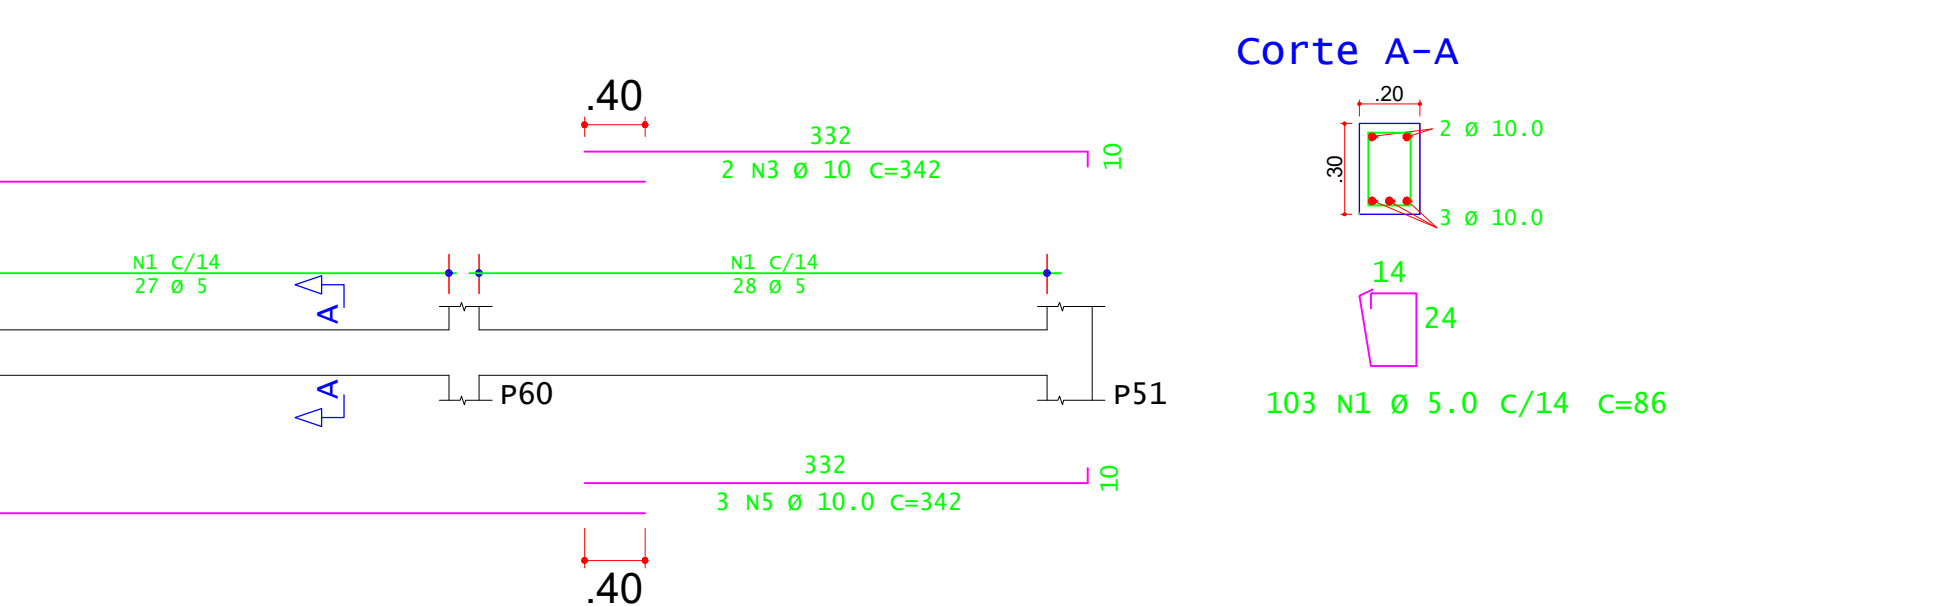 Corte A-A
.40
332
2 N3 Ø 10 C=342
10
.20
.30
2 Ø 10.0
3 Ø 10.0
N1 C/14
27 Ø 5
N1 C/14
28 Ø 5
A
A
P60
P51
14
24
103 N1 Ø 5.0 C/14 C=86
332
3 N5 Ø 10.0 C=342
10
.40